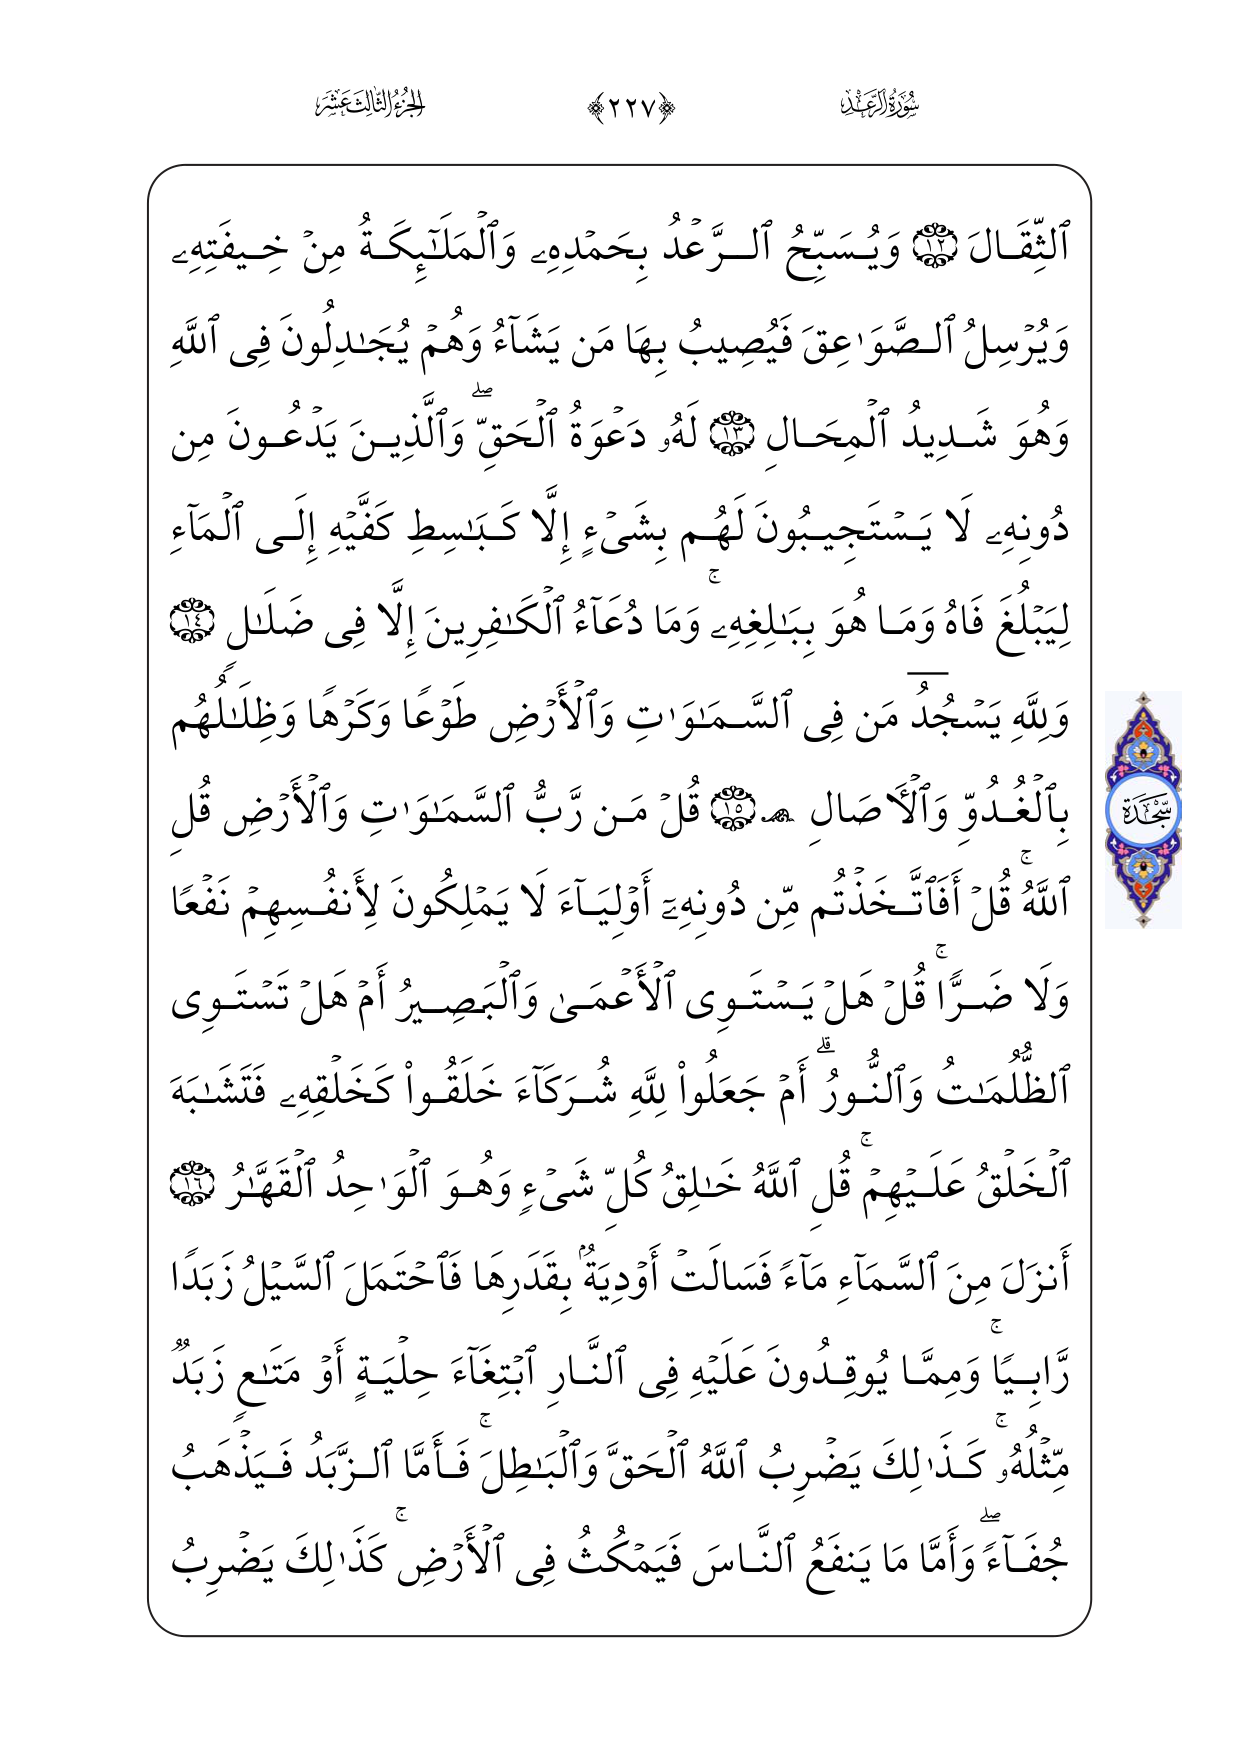 سُورَةُ الرَّعْدِ ﴿٢٢٧﴾ الجُزْءُ الثَّالِثَ عَشَرَ
ٱلثِّقَالَ ١٢ وَيُسَبِّحُ ٱلرَّعۡدُ بِحَمۡدِهِۦ وَٱلۡمَلَٰٓئِكَةُ مِنۡ خِيفَتِهِۦ
وَيُرۡسِلُ ٱلصَّوَٰعِقَ فَيُصِيبُ بِهَا مَن يَشَآءُ وَهُمۡ يُجَٰدِلُونَ فِي ٱللَّهِ
وَهُوَ شَدِيدُ ٱلۡمِحَالِ ١٣ لَهُۥ دَعۡوَةُ ٱلۡحَقِّۖ وَٱلَّذِينَ يَدۡعُونَ مِن
دُونِهِۦ لَا يَسۡتَجِيبُونَ لَهُم بِشَيۡءٍ إِلَّا كَبَٰسِطِ كَفَّيۡهِ إِلَى ٱلۡمَآءِ
لِيَبۡلُغَ فَاهُ وَمَا هُوَ بِبَٰلِغِهِۦۚ وَمَا دُعَآءُ ٱلۡكَٰفِرِينَ إِلَّا فِي ضَلَٰلٖ ١٤
وَلِلَّهِۤ يَسۡجُدُۤ مَن فِي ٱلسَّمَٰوَٰتِ وَٱلۡأَرۡضِ طَوۡعٗا وَكَرۡهٗا وَظِلَٰلُهُم
بِٱلۡغُدُوِّ وَٱلۡأٓصَالِ ۩ ١٥ قُلۡ مَن رَّبُّ ٱلسَّمَٰوَٰتِ وَٱلۡأَرۡضِ قُلِ
سَجْدَة
ٱللَّهُۚ قُلۡ أَفَٱتَّخَذۡتُم مِّن دُونِهِۦٓ أَوۡلِيَآءَ لَا يَمۡلِكُونَ لِأَنفُسِهِمۡ نَفۡعٗا
وَلَا ضَرّٗاۚ قُلۡ هَلۡ يَسۡتَوِي ٱلۡأَعۡمَىٰ وَٱلۡبَصِيرُ أَمۡ هَلۡ تَسۡتَوِي
ٱلظُّلُمَٰتُ وَٱلنُّورُۗ أَمۡ جَعَلُواْ لِلَّهِ شُرَكَآءَ خَلَقُواْ كَخَلۡقِهِۦ فَتَشَٰبَهَ
ٱلۡخَلۡقُ عَلَيۡهِمۡۚ قُلِ ٱللَّهُ خَٰلِقُ كُلِّ شَيۡءٖ وَهُوَ ٱلۡوَٰحِدُ ٱلۡقَهَّٰرُ ١٦
أَنزَلَ مِنَ ٱلسَّمَآءِ مَآءٗ فَسَالَتۡ أَوۡدِيَةُۢ بِقَدَرِهَا فَٱحۡتَمَلَ ٱلسَّيۡلُ زَبَدٗا
رَّابِيٗاۚ وَمِمَّا يُوقِدُونَ عَلَيۡهِ فِي ٱلنَّارِ ٱبۡتِغَآءَ حِلۡيَةٍ أَوۡ مَتَٰعٖ زَبَدٞ
مِّثۡلُهُۥۚ كَذَٰلِكَ يَضۡرِبُ ٱللَّهُ ٱلۡحَقَّ وَٱلۡبَٰطِلَۚ فَأَمَّا ٱلزَّبَدُ فَيَذۡهَبُ
جُفَآءٗۖ وَأَمَّا مَا يَنفَعُ ٱلنَّاسَ فَيَمۡكُثُ فِي ٱلۡأَرۡضِۚ كَذَٰلِكَ يَضۡرِبُ